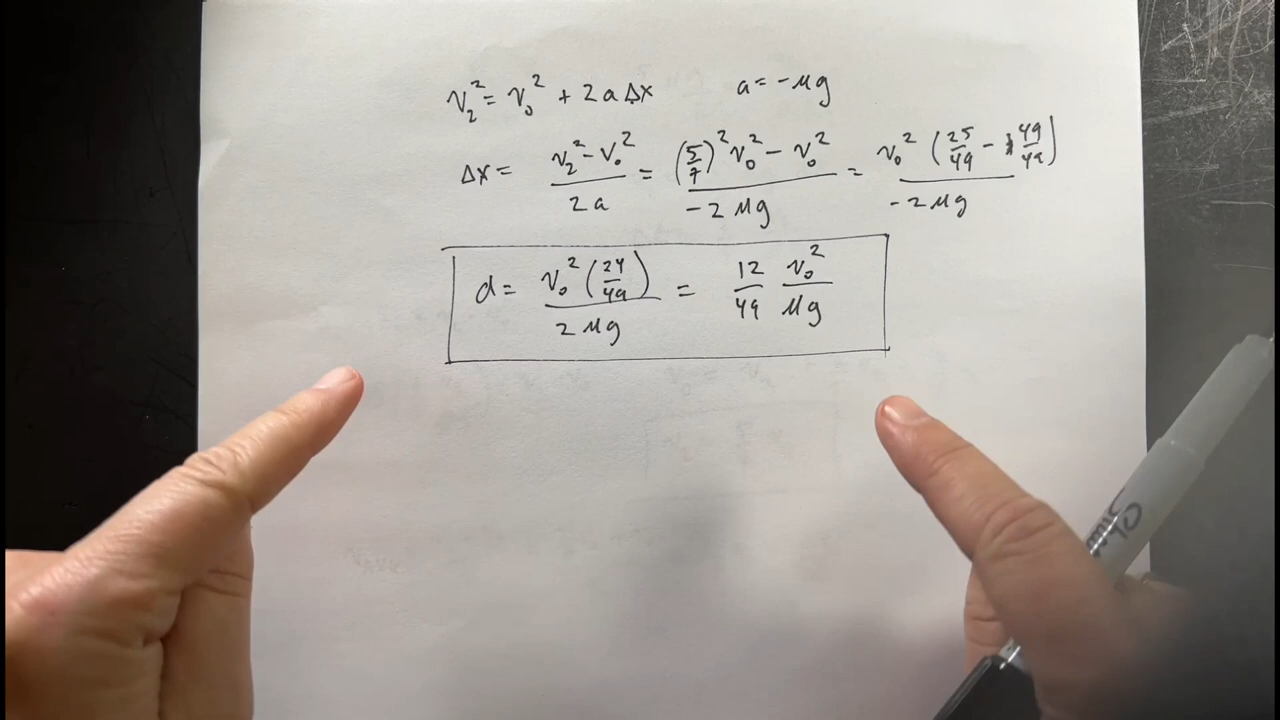 v₂² = v₀² + 2aΔx a = -μg
Δx = (v₂² - v₀²)/(2a) = ((5/7)² v₀² - v₀²)/(-2μg) = (v₀² (25/49 - 49/49))/(-2μg)
d = (v₀² (24/49))/(2μg) = 12/49 v₀²/(μg)